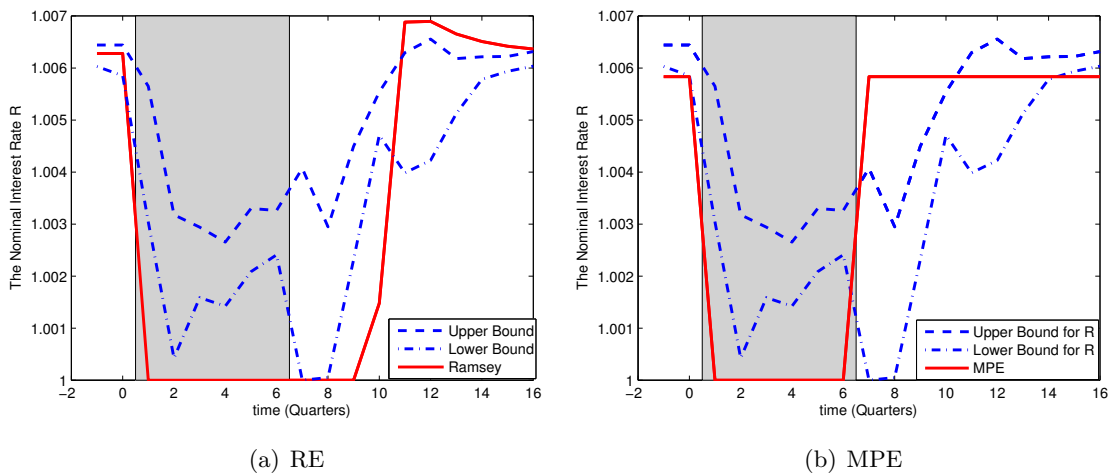 The Nominal Interest Rate R
1.007
1.006
1.005
1.004
1.003
1.002
1.001
1
−2 0 2 4 6 8 10 12 14 16
time (Quarters)
Upper Bound
Lower Bound
Ramsey
(a) RE
The Nominal Interest Rate R
1.007
1.006
1.005
1.004
1.003
1.002
1.001
1
−2 0 2 4 6 8 10 12 14 16
time (Quarters)
Upper Bound for R
Lower Bound for R
MPE
(b) MPE